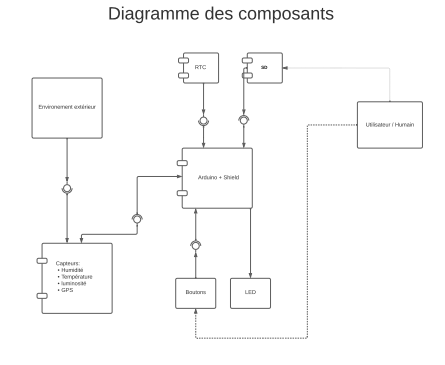 Diagramme des composants
RTC
SD
Environement extérieur
Utilisateur / Humain
Arduino + Shield
Capteurs:
• Humidité
• Température
• luminosité
• GPS
Boutons
LED